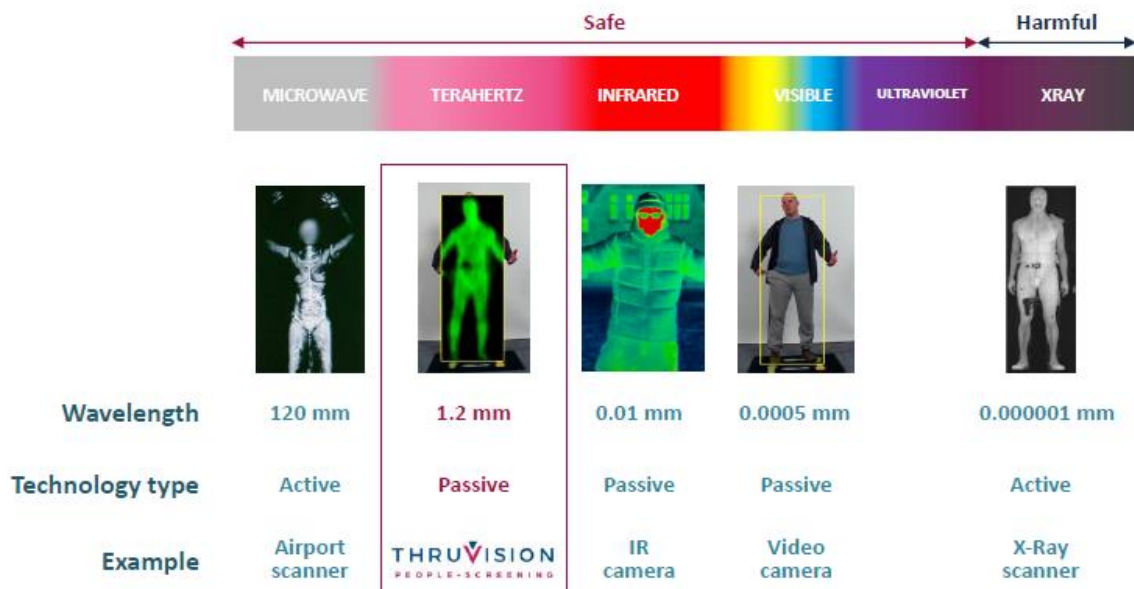 Safe Harmful
MICROWAVE TERAHERTZ INFRARED VISIBLE ULTRAVIOLET XRAY
Wavelength 120 mm 1.2 mm 0.01 mm 0.0005 mm 0.000001 mm
Technology type Active Passive Passive Passive Active
Example Airport scanner THRUVISION PEOPLE-SCREENING IR camera Video camera X-Ray scanner